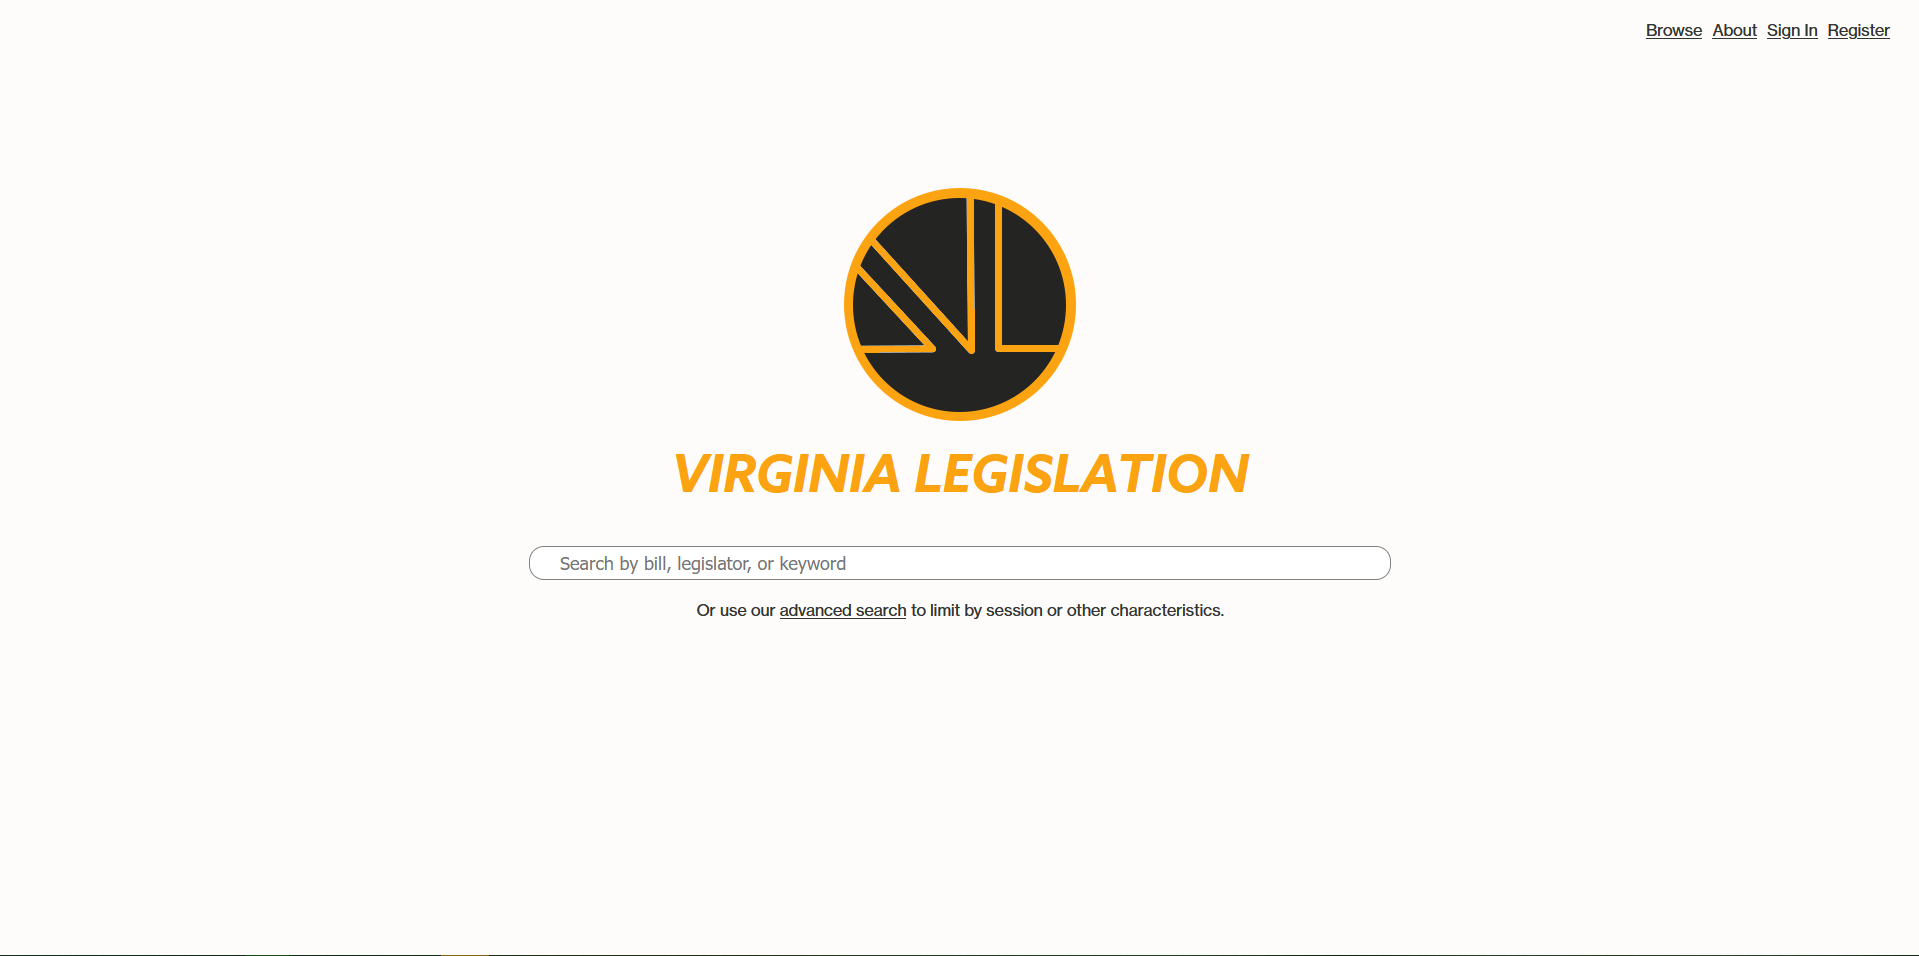 Browse About Sign In Register
VIRGINIA LEGISLATION
Search by bill, legislator, or keyword
Or use our advanced search to limit by session or other characteristics.